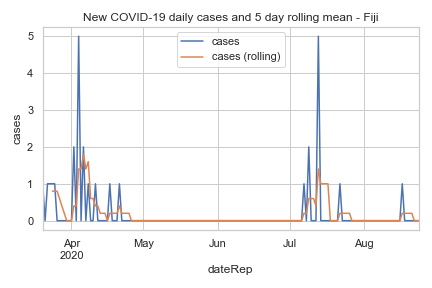 New COVID-19 daily cases and 5 day rolling mean - Fiji
cases
cases (rolling)
5
4
3
2
1
0
cases
Apr
2020
May
Jun
Jul
Aug
dateRep